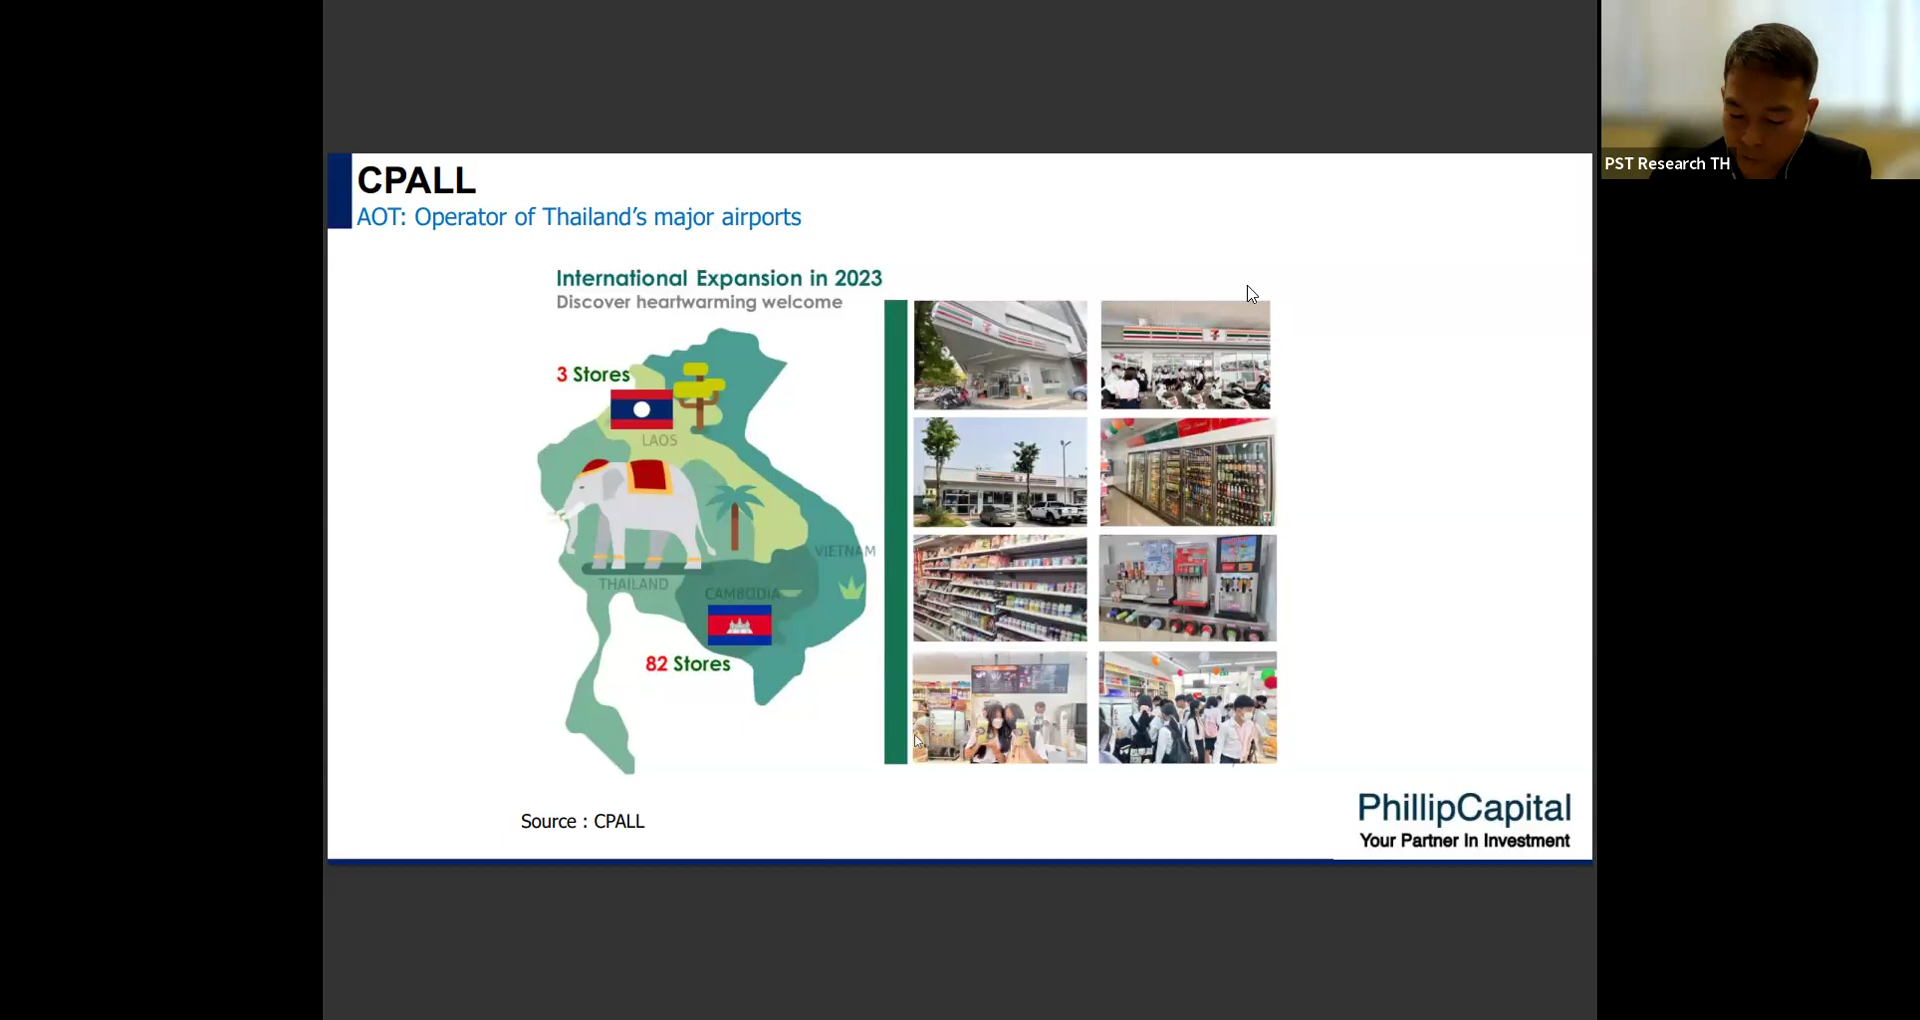 CPALL
AOT: Operator of Thailand's major airports
International Expansion in 2023
Discover heartwarming welcome
3 Stores
LAOS
VIETNAM
THAILAND
CAMBODIA
82 Stores
Source : CPALL
PhillipCapital
Your Partner In Investment
PST Research TH